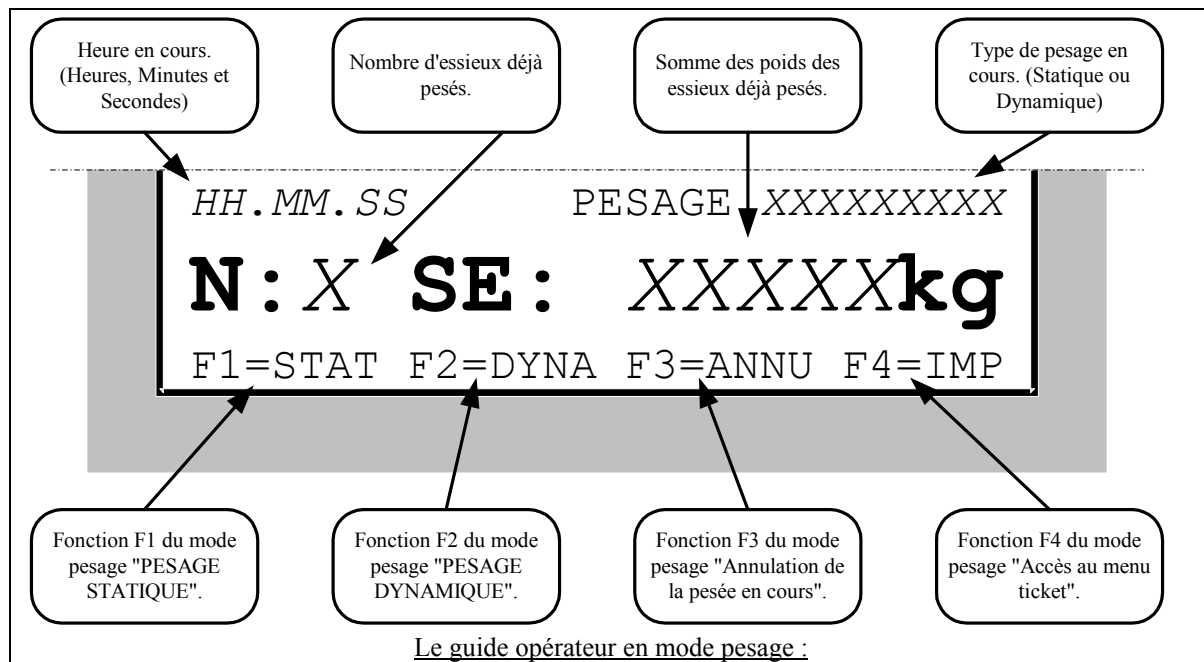 Heure en cours.
(Heures, Minutes et
Secondes)
Nombre d'essieux déjà
pesés.
Somme des poids des
essieux déjà pesés.
Type de pesage en
cours. (Statique ou
Dynamique)
HH.MM.SS PESAGE XXXXXXXXX
N:X SE: XXXXXkg
F1=STAT F2=DYNA F3=ANNU F4=IMP
Fonction F1 du mode
pesage "PESAGE
STATIQUE".
Fonction F2 du mode
pesage "PESAGE
DYNAMIQUE".
Fonction F3 du mode
pesage "Annulation de
la pesée en cours".
Fonction F4 du mode
pesage "Accès au menu
ticket".
Le guide opérateur en mode pesage :